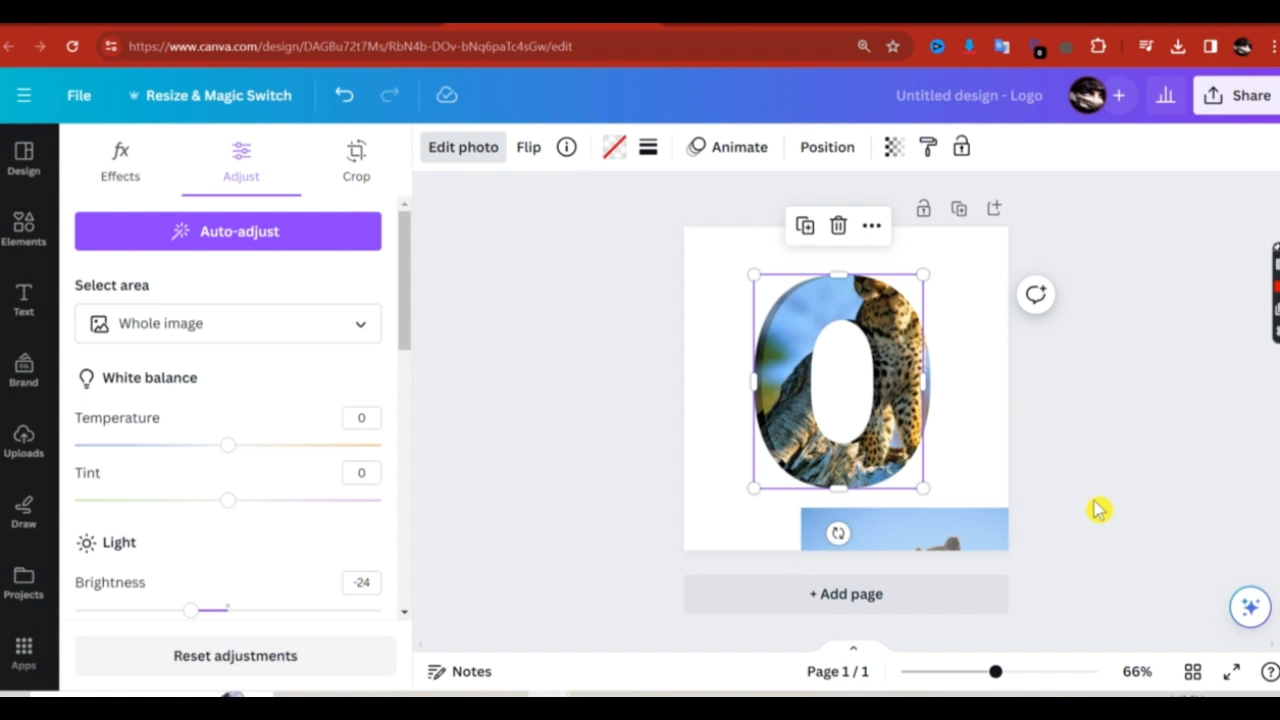 https://www.canva.com/design/DAGBu72t7Ms/RbN4b-DOv-bNq6paTc4sGw/edit
File
Resize & Magic Switch
Untitled design - Logo
Share
Design
Elements
Text
Brand
Uploads
Draw
Projects
Apps
fx
Effects
Adjust
Crop
Auto-adjust
Select area
Whole image
White balance
Temperature
0
Tint
0
Light
Brightness
-24
Reset adjustments
Edit photo
Flip
Animate
Position
O
+ Add page
Notes
Page 1 / 1
66%